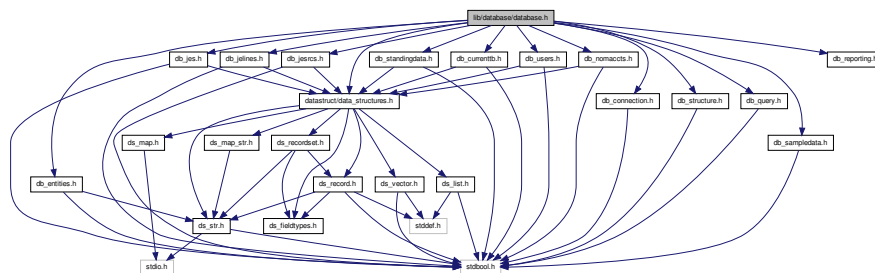 lib/database/database.h
db_jes.h
db_jelines.h
db_jesrcs.h
db_standingdata.h
db_currenttb.h
db_users.h
db_nomaccts.h
db_reporting.h
datastruct/data_structures.h
db_connection.h
db_structure.h
db_query.h
ds_map.h
ds_map_str.h
ds_recordset.h
db_sampledata.h
db_entities.h
ds_record.h
ds_vector.h
ds_list.h
ds_str.h
ds_fieldtypes.h
stddef.h
stdio.h
stdbool.h